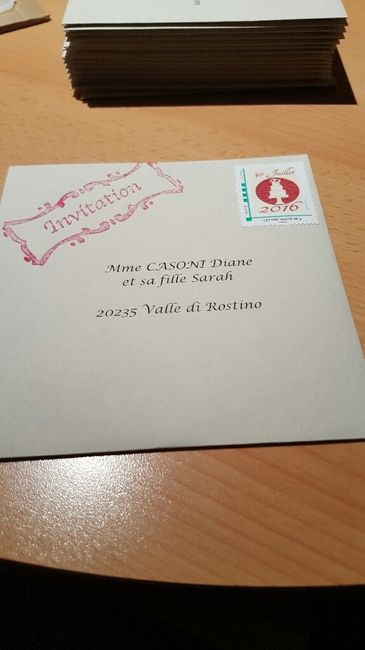 Invitation
30 Juillet
2016
LETTRE VERTE
Mme CASONI Diane
et sa fille Sarah
20235 Valle di Rostino